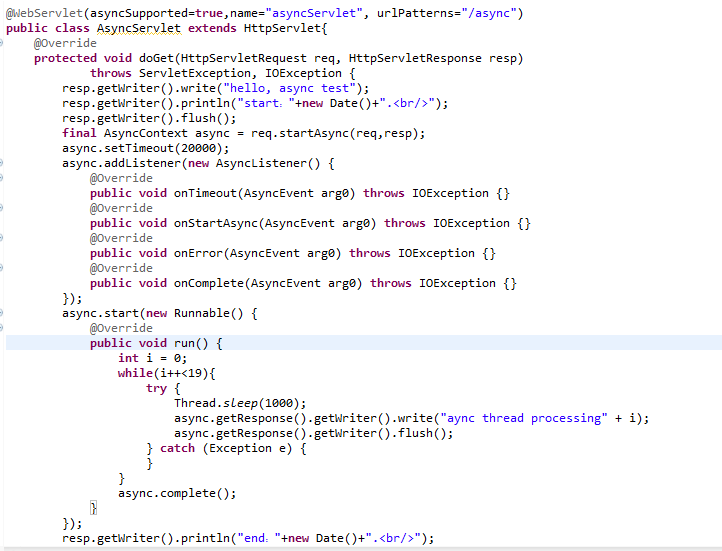 @WebServlet(asyncSupported=true,name="asyncServlet", urlPatterns="/async")
public class AsyncServlet extends HttpServlet{
    @Override
    protected void doGet(HttpServletRequest req, HttpServletResponse resp)
            throws ServletException, IOException {
        resp.getWriter().write("hello, async test");
        resp.getWriter().println("start："+new Date()+".<br/>");
        resp.getWriter().flush();
        final AsyncContext async = req.startAsync(req,resp);
        async.setTimeout(20000);
        async.addListener(new AsyncListener() {
            @Override
            public void onTimeout(AsyncEvent arg0) throws IOException {}
            @Override
            public void onStartAsync(AsyncEvent arg0) throws IOException {}
            @Override
            public void onError(AsyncEvent arg0) throws IOException {}
            @Override
            public void onComplete(AsyncEvent arg0) throws IOException {}
        });
        async.start(new Runnable() {
            @Override
            public void run() {
                int i = 0;
                while(i++<19){
                    try {
                        Thread.sleep(1000);
                        async.getResponse().getWriter().write("aync thread processing" + i);
                        async.getResponse().getWriter().flush();
                    } catch (Exception e) {
                    }
                }
                async.complete();
            }
        });
        resp.getWriter().println("end："+new Date()+".<br/>");